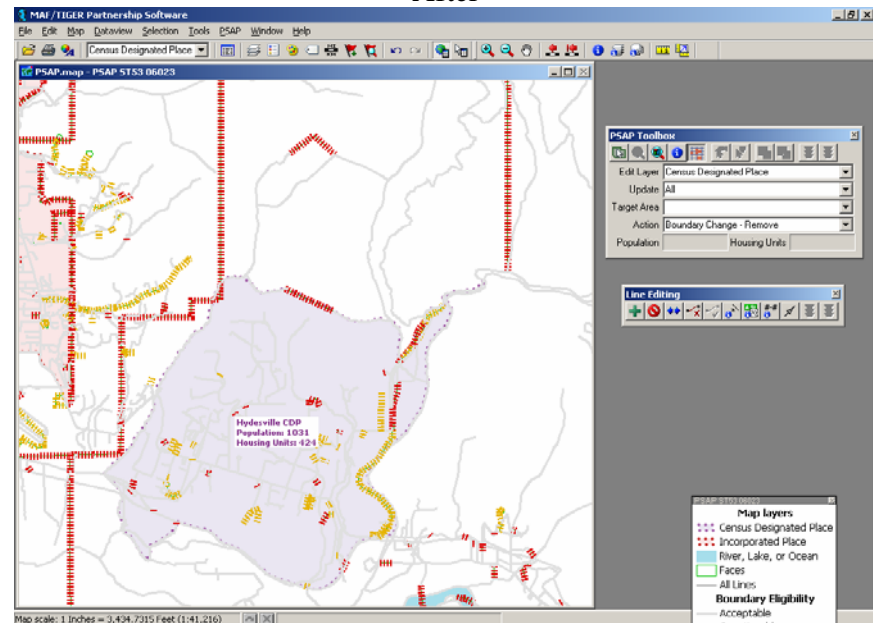 After
MAF/TIGER Partnership Software
File Edit Map Dataview Selection Tools PSAP Window Help
Census Designated Place
PSAP.map - PSAP ST53 06023
Hydesville CDP
Population: 1031
Housing Units: 424
PSAP Toolbox
Edit Layer Census Designated Place
Update All
Target Area
Action Boundary Change - Remove
Population Housing Units
Line Editing
PSAP ST53 06023
Map layers
Census Designated Place
Incorporated Place
River, Lake, or Ocean
Faces
All Lines
Boundary Eligibility
Acceptable
Map scale: 1 Inches = 3,434.7315 Feet (1:41,216)